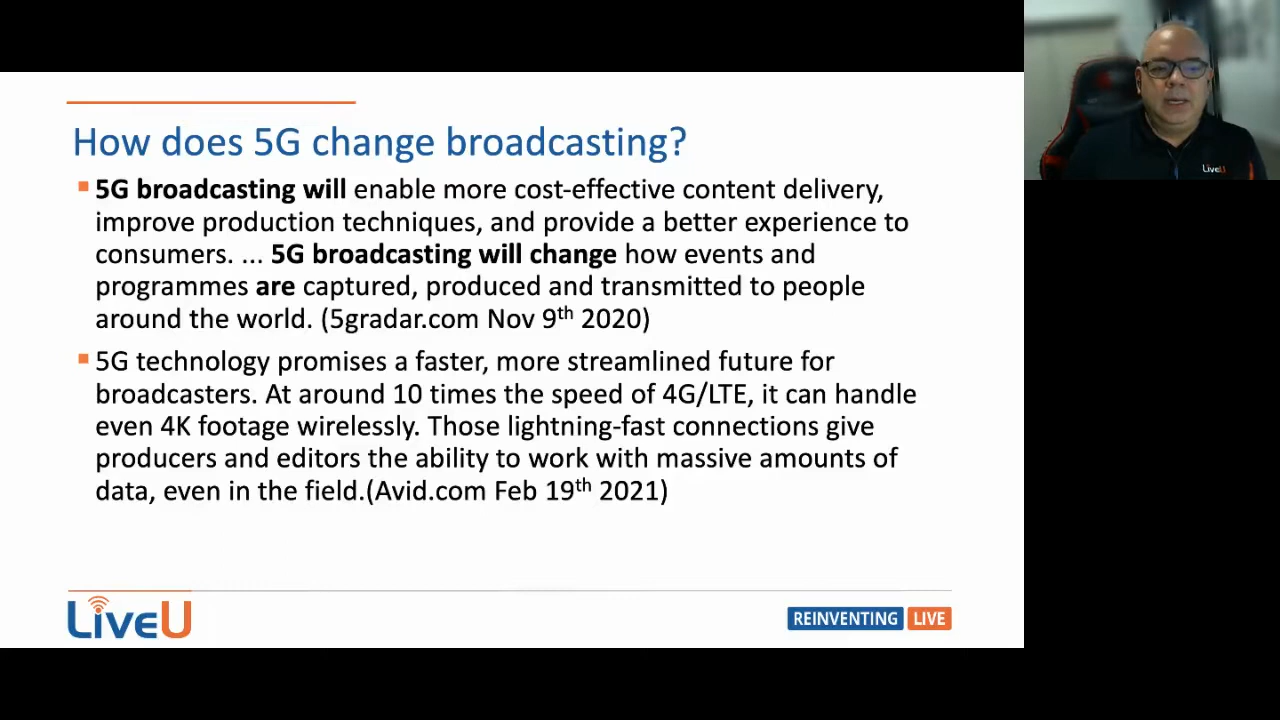 How does 5G change broadcasting?
5G broadcasting will enable more cost-effective content delivery,
improve production techniques, and provide a better experience to
consumers. ... 5G broadcasting will change how events and
programmes are captured, produced and transmitted to people
around the world. (5gradar.com Nov 9th 2020)
5G technology promises a faster, more streamlined future for
broadcasters. At around 10 times the speed of 4G/LTE, it can handle
even 4K footage wirelessly. Those lightning-fast connections give
producers and editors the ability to work with massive amounts of
data, even in the field.(Avid.com Feb 19th 2021)
LiveU
REINVENTING LIVE
LiveU